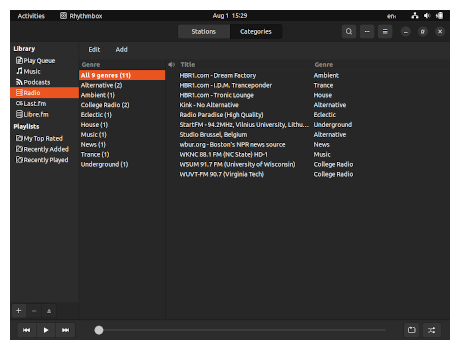 Activities Rhythmbox Aug 1 15:29 en₁
Stations Categories
Library Edit Add
Play Queue
Music
Podcasts
Radio
Last.fm
Libre.fm
Playlists
My Top Rated
Recently Added
Recently Played
Genre
All 9 genres (11)
Alternative (2)
Ambient (1)
College Radio (2)
Eclectic (1)
House (1)
Music (1)
News (1)
Trance (1)
Underground (1)
Title Genre
HBR1.com - Dream Factory Ambient
HBR1.com - I.D.M. Tranceponder Trance
HBR1.com - Tronic Lounge House
Kink - No Alternative Alternative
Radio Paradise (High Quality) Eclectic
StartFM - 94.2MHz, Vilnius University, Lithu... Underground
Studio Brussel, Belgium Alternative
wbur.org - Boston's NPR news source News
WKNC 88.1 FM (NC State) HD-1 Music
WSUM 91.7 FM (University of Wisconsin) College Radio
WUVT-FM 90.7 (Virginia Tech) College Radio